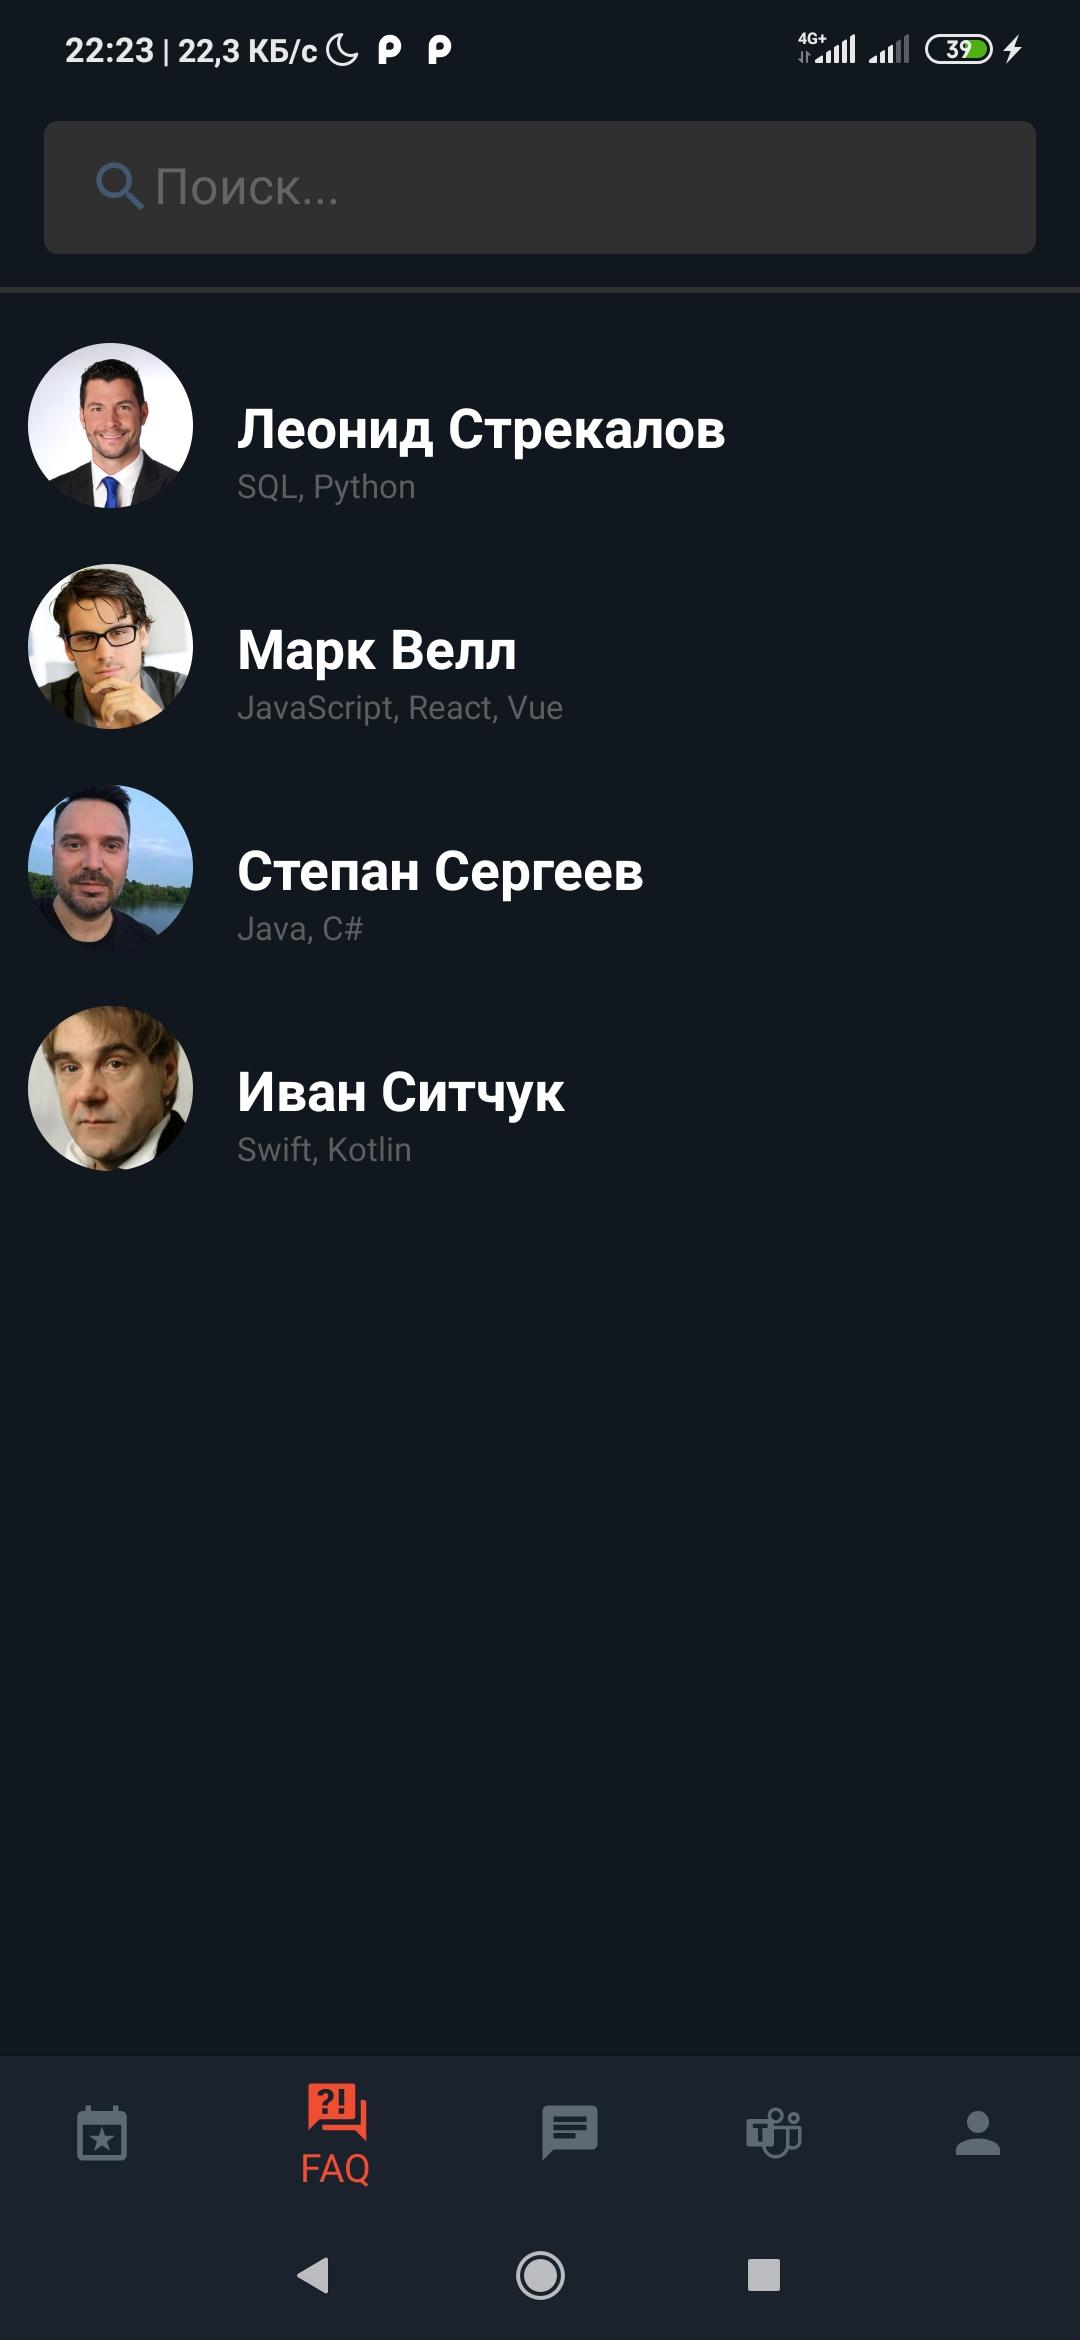 22:23 | 22,3 КБ/с
4G+
39
Поиск...
Леонид Стрекалов
SQL, Python
Марк Велл
JavaScript, React, Vue
Степан Сергеев
Java, C#
Иван Ситчук
Swift, Kotlin
?!
T
FAQ